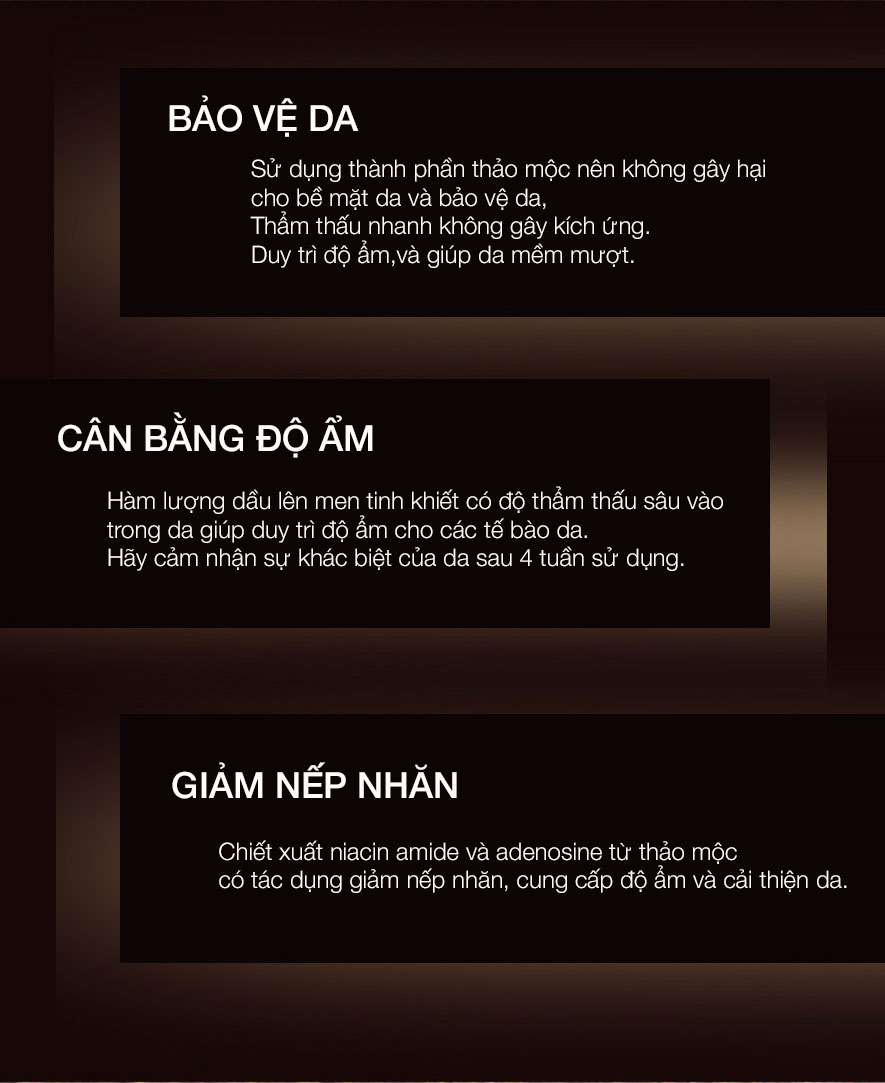 BẢO VỆ DA
Sử dụng thành phần thảo mộc nên không gây hại
cho bề mặt da và bảo vệ da,
Thẩm thấu nhanh không gây kích ứng.
Duy trì độ ẩm,và giúp da mềm mượt.
CÂN BẰNG ĐỘ ẨM
Hàm lượng dầu lên men tinh khiết có độ thẩm thấu sâu vào
trong da giúp duy trì độ ẩm cho các tế bào da.
Hãy cảm nhận sự khác biệt của da sau 4 tuần sử dụng.
GIẢM NẾP NHĂN
Chiết xuất niacin amide và adenosine từ thảo mộc
có tác dụng giảm nếp nhăn, cung cấp độ ẩm và cải thiện da.